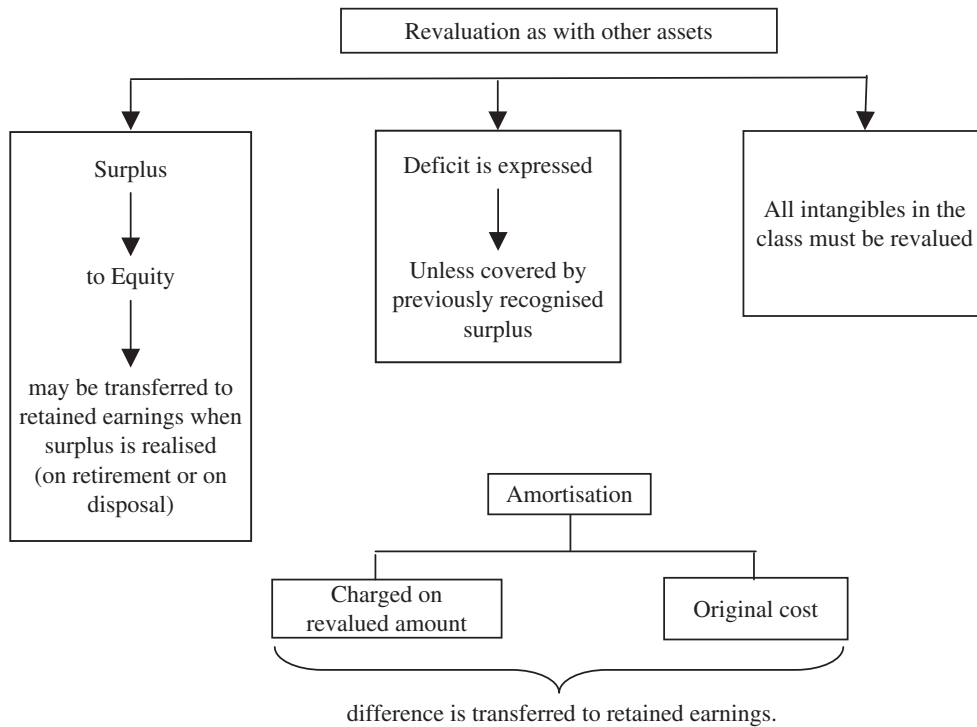 Revaluation as with other assets
Surplus
to Equity
may be transferred to
retained earnings when
surplus is realised
(on retirement or on
disposal)
Deficit is expressed
Unless covered by
previously recognised
surplus
All intangibles in the
class must be revalued
Amortisation
Charged on
revalued amount
Original cost
difference is transferred to retained earnings.